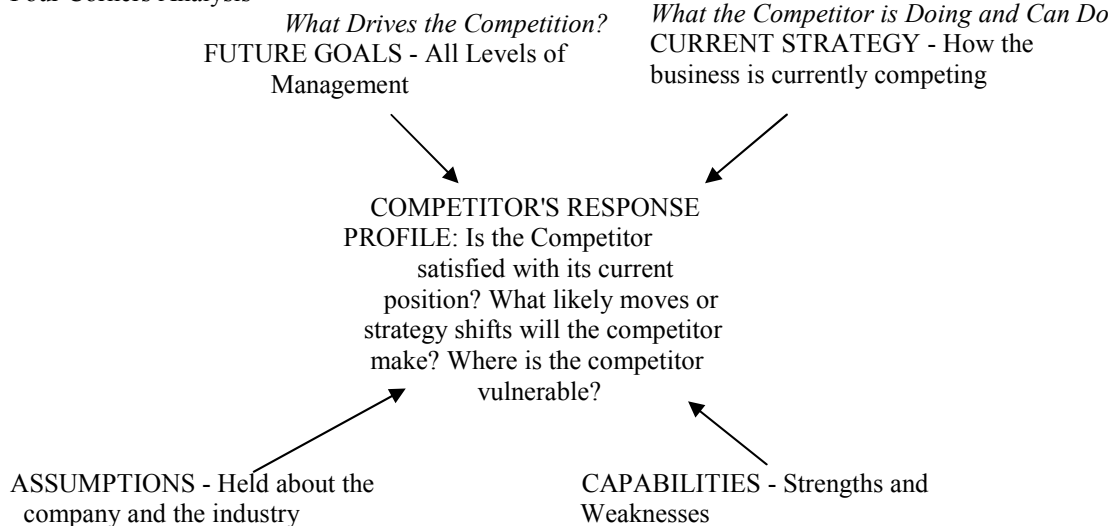 Four Corners Analysis
What Drives the Competition?
FUTURE GOALS - All Levels of
Management
What the Competitor is Doing and Can Do
CURRENT STRATEGY - How the
business is currently competing
COMPETITOR'S RESPONSE
PROFILE: Is the Competitor
satisfied with its current
position? What likely moves or
strategy shifts will the competitor
make? Where is the competitor
vulnerable?
ASSUMPTIONS - Held about the
company and the industry
CAPABILITIES - Strengths and
Weaknesses